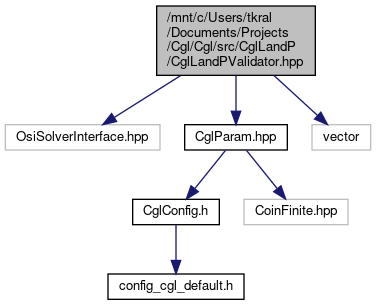 /mnt/c/Users/tkral
/Documents/Projects
/Cgl/Cgl/src/CglLandP
/CglLandPValidator.hpp
OsiSolverInterface.hpp
CglParam.hpp
vector
CglConfig.h
CoinFinite.hpp
config_cgl_default.h